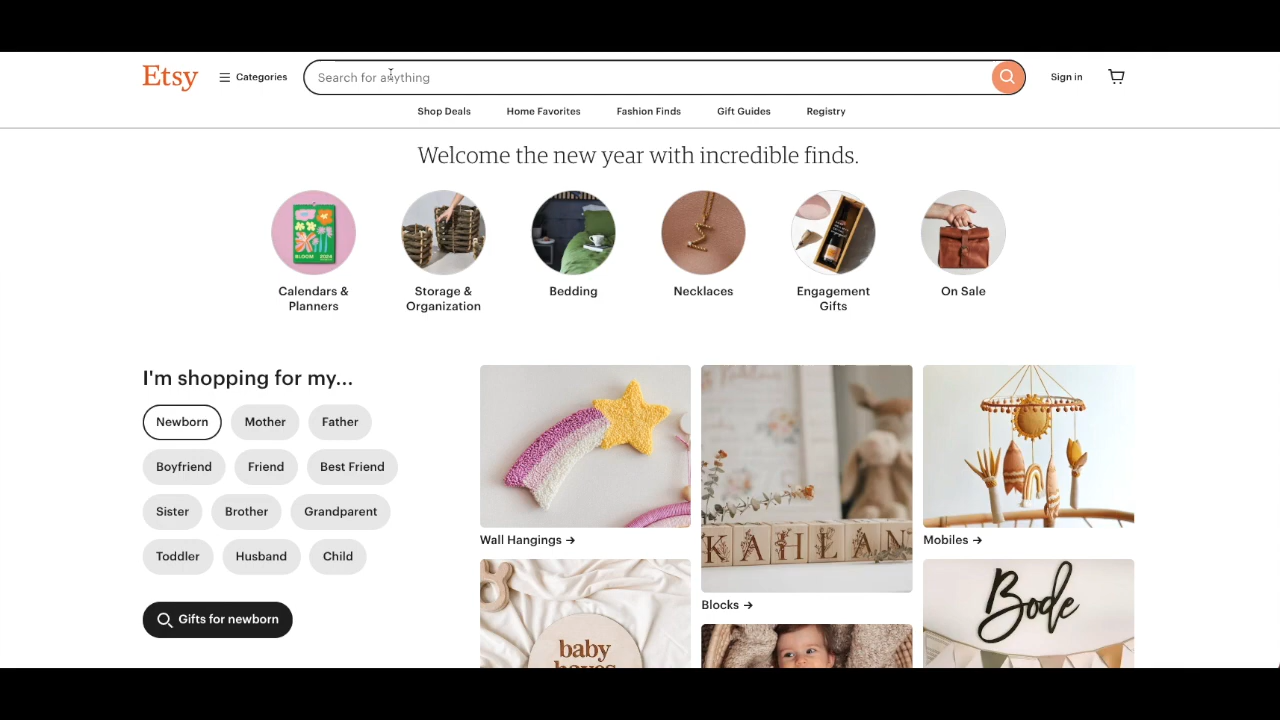 Etsy
Categories
Search for anything
Sign in
Shop Deals
Home Favorites
Fashion Finds
Gift Guides
Registry
Welcome the new year with incredible finds.
BLOOM 2024
Calendars &
Planners
Storage &
Organization
Bedding
Necklaces
Engagement
Gifts
On Sale
I'm shopping for my...
Newborn
Mother
Father
Boyfriend
Friend
Best Friend
Sister
Brother
Grandparent
Toddler
Husband
Child
Gifts for newborn
Wall Hangings →
KAHLAN
Blocks →
Mobiles →
baby
Bode